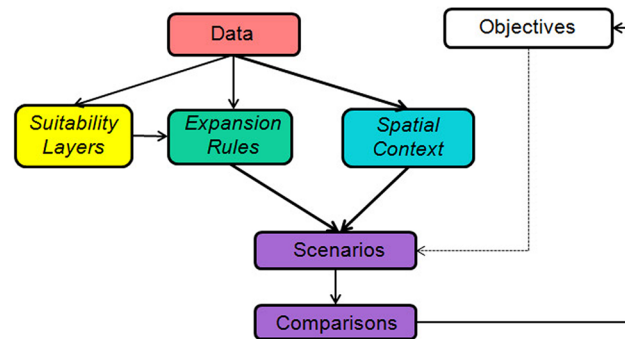 Data
Objectives
Suitability
Layers
Expansion
Rules
Spatial
Context
Scenarios
Comparisons